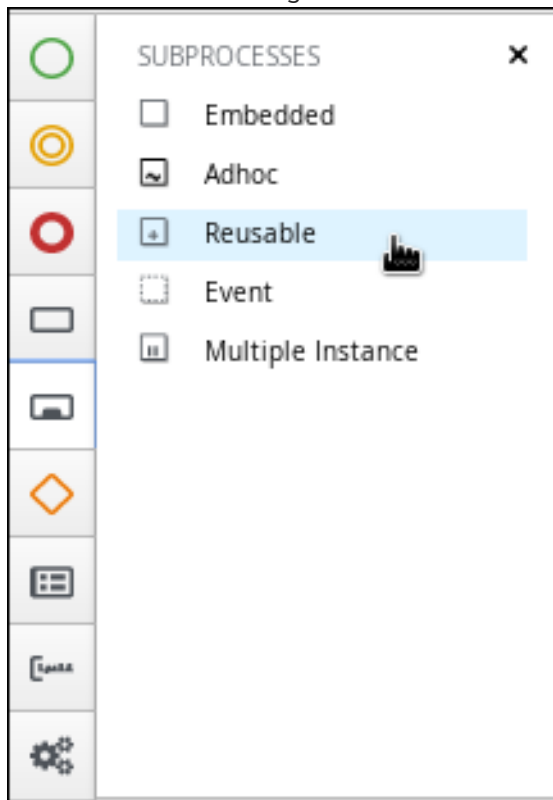 SUBPROCESSES
Embedded
Adhoc
Reusable
Event
Multiple Instance